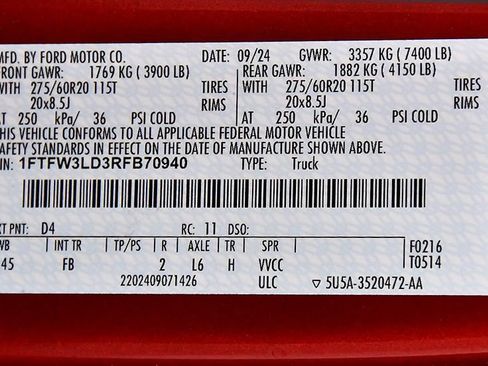 MFD. BY FORD MOTOR CO. DATE: 09/24 GVWR: 3357 KG ( 7400 LB)
FRONT GAWR: 1769 KG ( 3900 LB) REAR GAWR: 1882 KG ( 4150 LB)
WITH 275/60R20 115T TIRES WITH 275/60R20 115T TIRES
20x8.5J RIMS 20x8.5J RIMS
AT 250 kPa/ 36 PSI COLD AT 250 kPa/ 36 PSI COLD
THIS VEHICLE CONFORMS TO ALL APPLICABLE FEDERAL MOTOR VEHICLE
SAFETY STANDARDS IN EFFECT ON THE DATE OF MANUFACTURE SHOWN ABOVE.
IN: 1FTFW3LD3RFB70940 TYPE: Truck
XT PNT: D4 RC: 11 DSO:
WB INT TR TP/PS R AXLE TR SPR F0216
45 FB 2 L6 H VVCC T0514
2202409071426 ULC ▽ 5U5A-3520472-AA